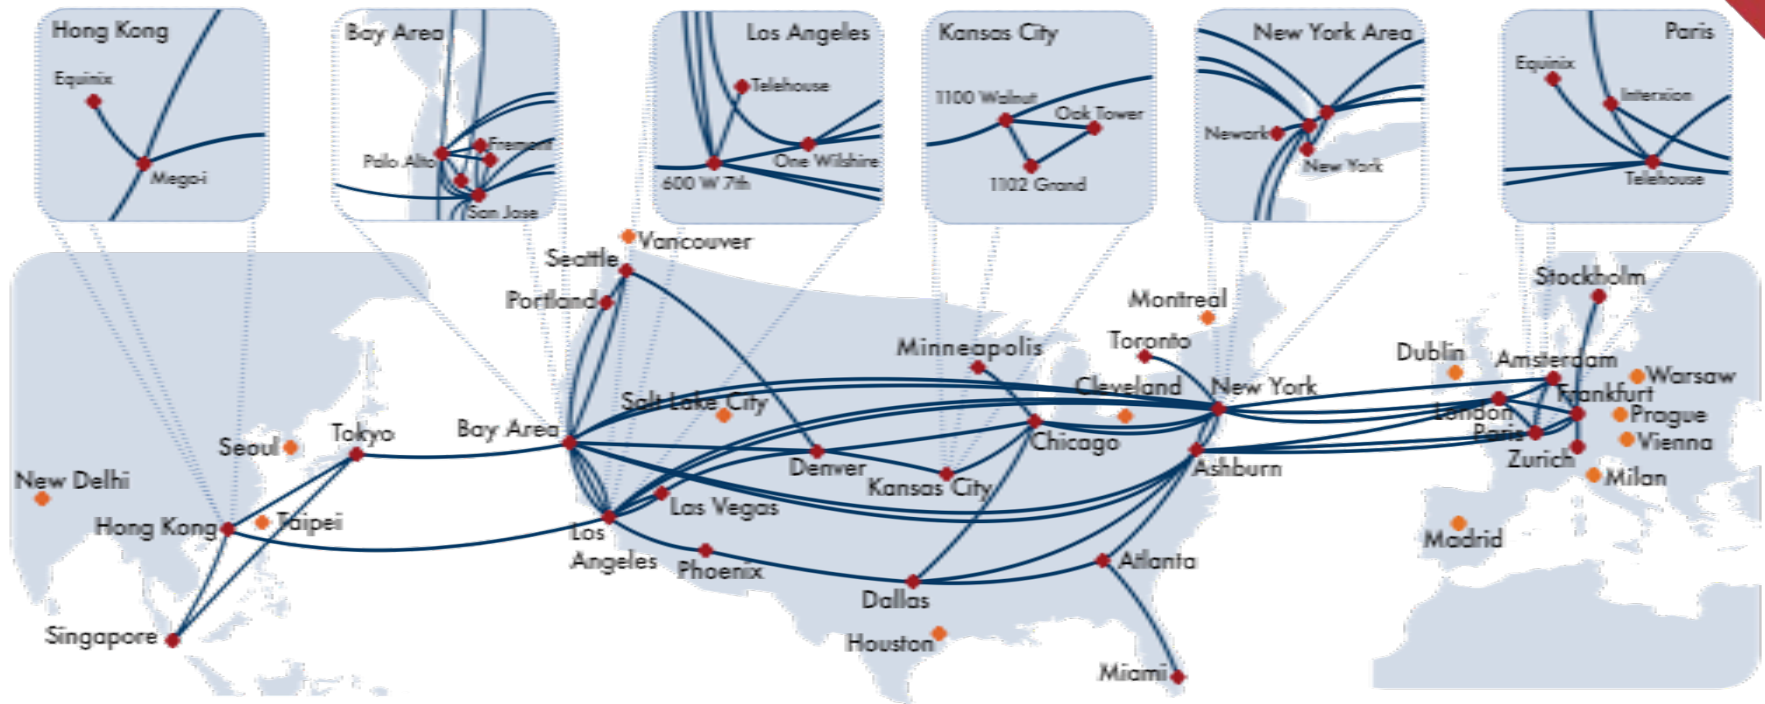 Hong Kong
Equinix
Mega-i
Bay Area
Palo Alto
Fremont
San Jose
Los Angeles
Telehouse
One Wilshire
600 W 7th
Kansas City
1100 Walnut
Oak Tower
1102 Grand
New York Area
Newark
New York
Paris
Equinix
Interxion
Telehouse
Vancouver
Seattle
Portland
Montreal
Toronto
Minneapolis
Cleveland
New York
Salt Lake City
Bay Area
Chicago
Denver
Kansas City
Ashburn
Las Vegas
Los
Angeles
Phoenix
Dallas
Atlanta
Houston
Miami
Seoul
Tokyo
New Delhi
Hong Kong
Taipei
Singapore
Stockholm
Dublin
Amsterdam
Warsaw
Frankfurt
London
Prague
Paris
Vienna
Zurich
Milan
Madrid